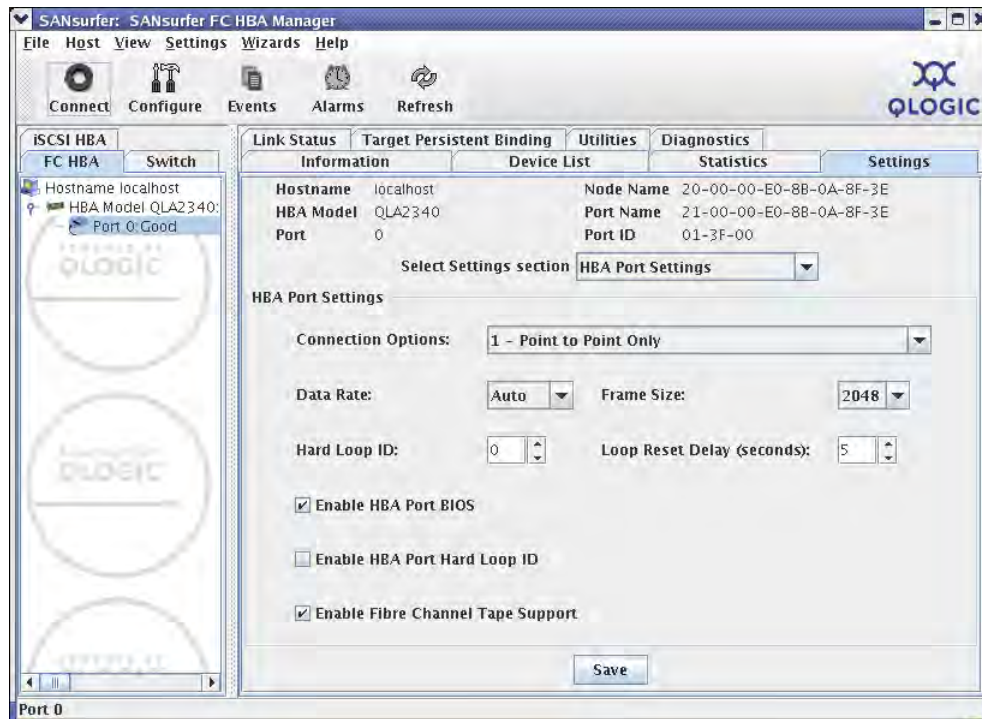 SANsurfer: SANsurfer FC HBA Manager
File Host View Settings Wizards Help
Connect Configure Events Alarms Refresh
QLOGIC
iSCSI HBA
FC HBA Switch
Hostname localhost
HBA Model QLA2340:
Port 0:Good
QLOGIC
QLOGIC
Link Status Target Persistent Binding Utilities Diagnostics
Information Device List Statistics Settings
Hostname localhost Node Name 20-00-00-E0-8B-0A-8F-3E
HBA Model QLA2340 Port Name 21-00-00-E0-8B-0A-8F-3E
Port 0 Port ID 01-3F-00
Select Settings section HBA Port Settings
HBA Port Settings
Connection Options: 1 - Point to Point Only
Data Rate: Auto Frame Size: 2048
Hard Loop ID: 0 Loop Reset Delay (seconds): 5
Enable HBA Port BIOS
Enable HBA Port Hard Loop ID
Enable Fibre Channel Tape Support
Save
Port 0